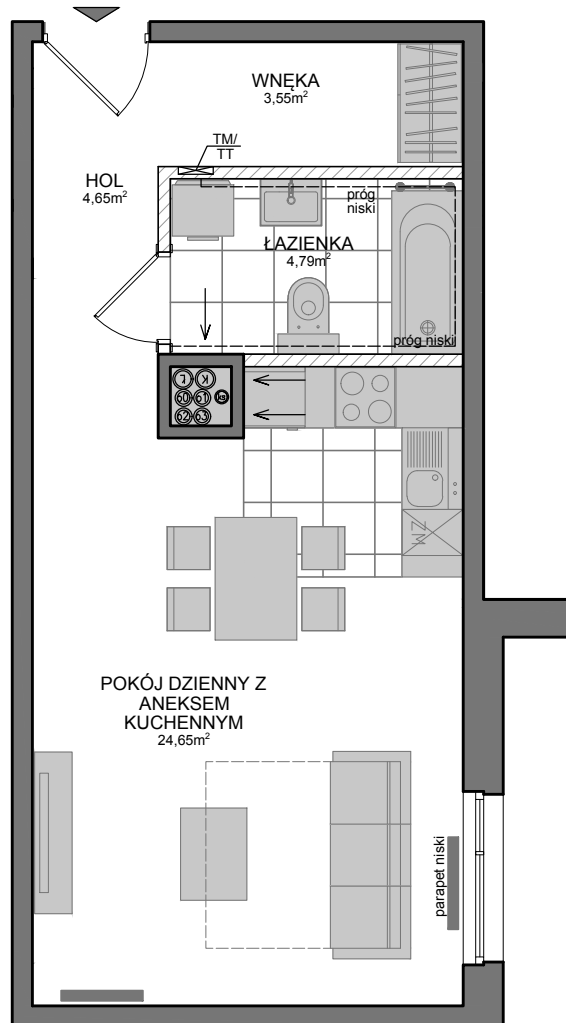 WNĘKA
3,55m²
TM/
TT
HOL
4,65m²
próg
niski
ŁAZIENKA
4,79m²
próg niski
Ł K
60 61 KS
62 63
ZM
POKÓJ DZIENNY Z
ANEKSEM
KUCHENNYM
24,65m²
parapet niski